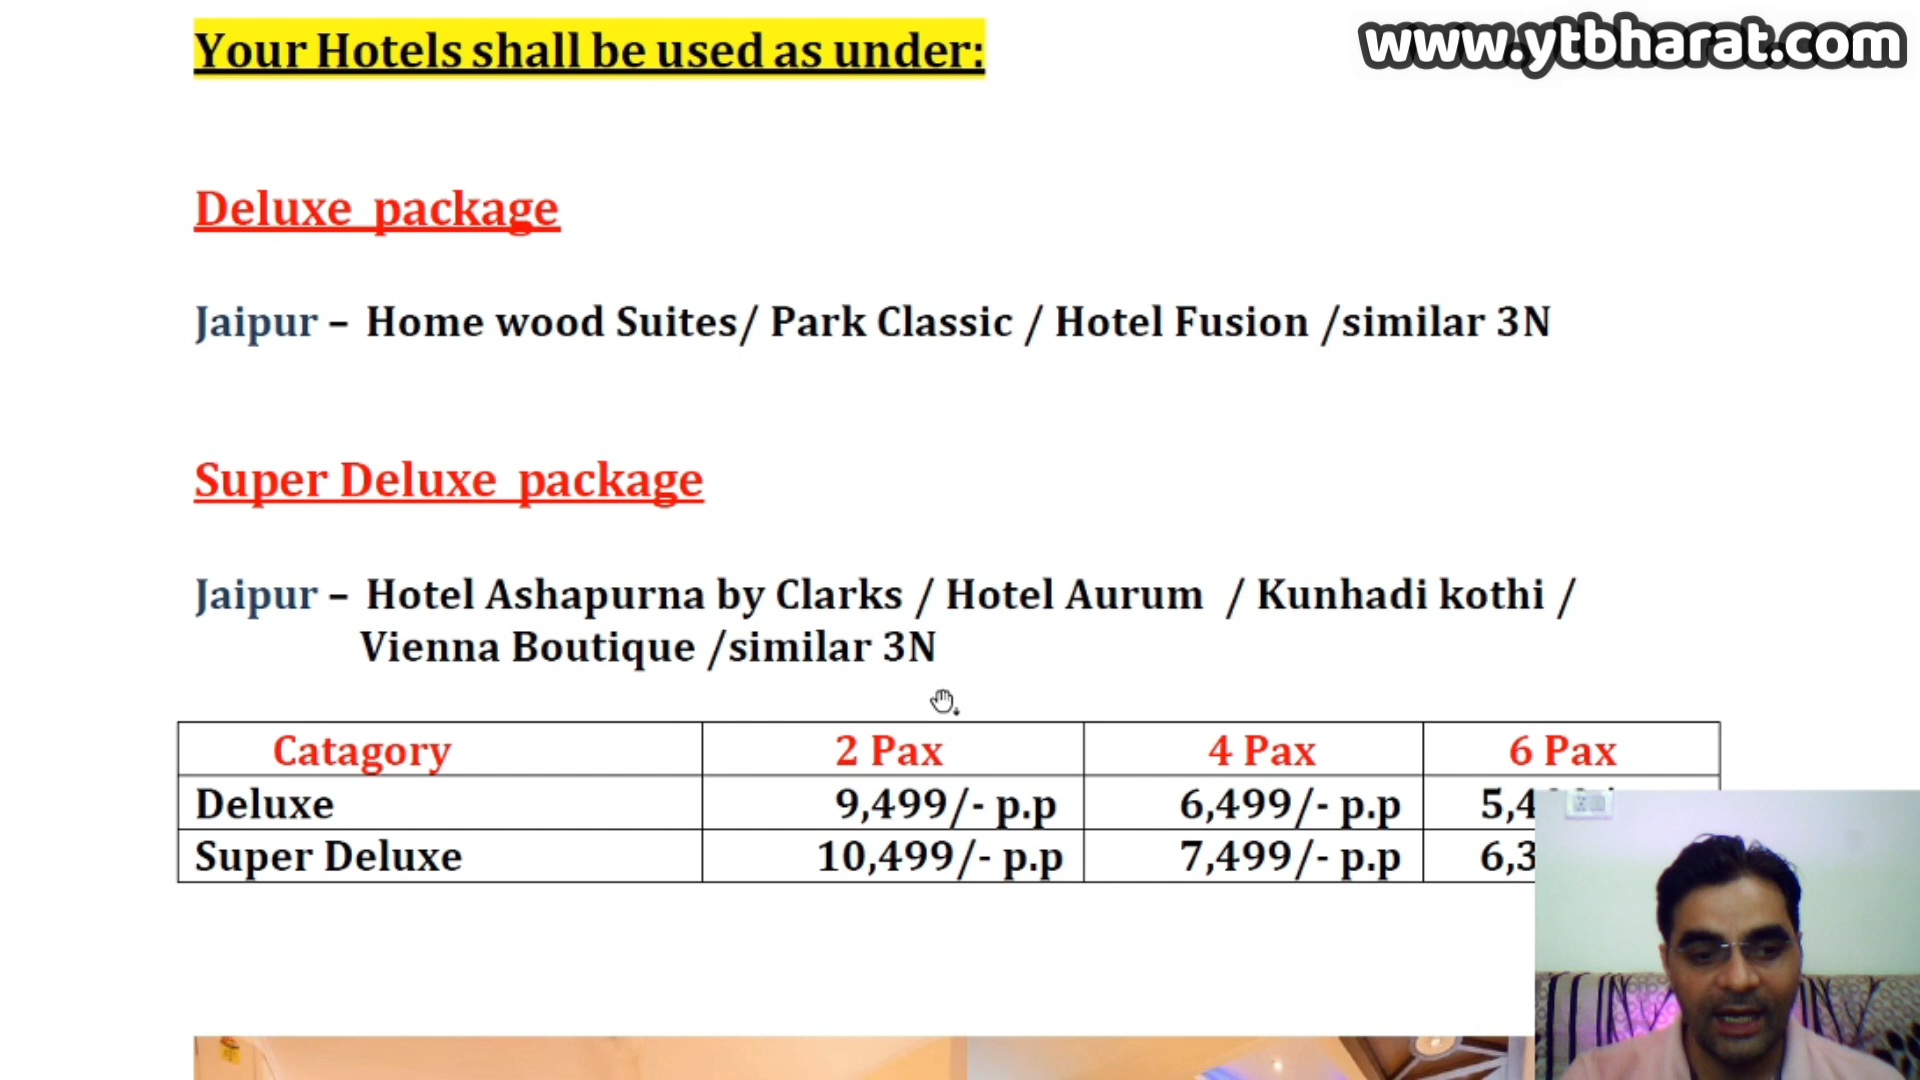 Your Hotels shall be used as under:
www.ytbharat.com
Deluxe package
Jaipur – Home wood Suites/ Park Classic / Hotel Fusion /similar 3N
Super Deluxe package
Jaipur – Hotel Ashapurna by Clarks / Hotel Aurum / Kunhadi kothi /
Vienna Boutique /similar 3N
Catagory 2 Pax 4 Pax 6 Pax
Deluxe 9,499/- p.p 6,499/- p.p
Super Deluxe 10,499/- p.p 7,499/- p.p